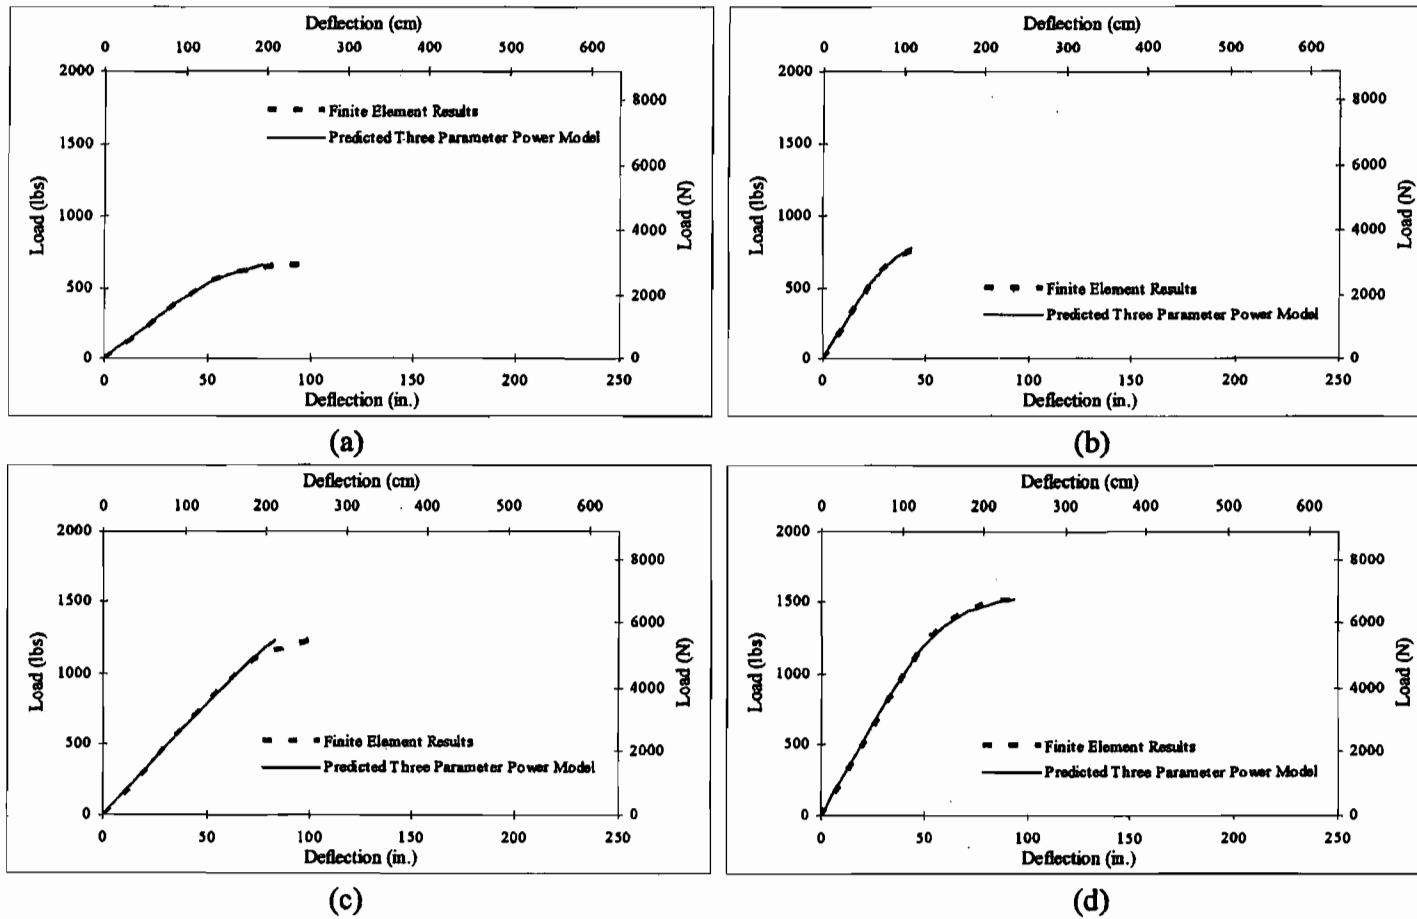 Deflection (cm)
0 100 200 300 400 500 600
2000
1500
1000
500
0
Load (lbs)
8000
6000
4000
2000
0
Load (N)
Finite Element Results
Predicted Three Parameter Power Model
0 50 100 150 200 250
Deflection (in.)
(a)
Deflection (cm)
0 100 200 300 400 500 600
2000
1500
1000
500
0
Load (lbs)
8000
6000
4000
2000
0
Load (N)
Finite Element Results
Predicted Three Parameter Power Model
0 50 100 150 200 250
Deflection (in.)
(b)
Deflection (cm)
0 100 200 300 400 500 600
2000
1500
1000
500
0
Load (lbs)
8000
6000
4000
2000
0
Load (N)
Finite Element Results
Predicted Three Parameter Power Model
0 50 100 150 200 250
Deflection (in.)
(c)
Deflection (cm)
0 100 200 300 400 500 600
2000
1500
1000
500
0
Load (lbs)
8000
6000
4000
2000
0
Load (N)
Finite Element Results
Predicted Three Parameter Power Model
0 50 100 150 200 250
Deflection (in.)
(d)